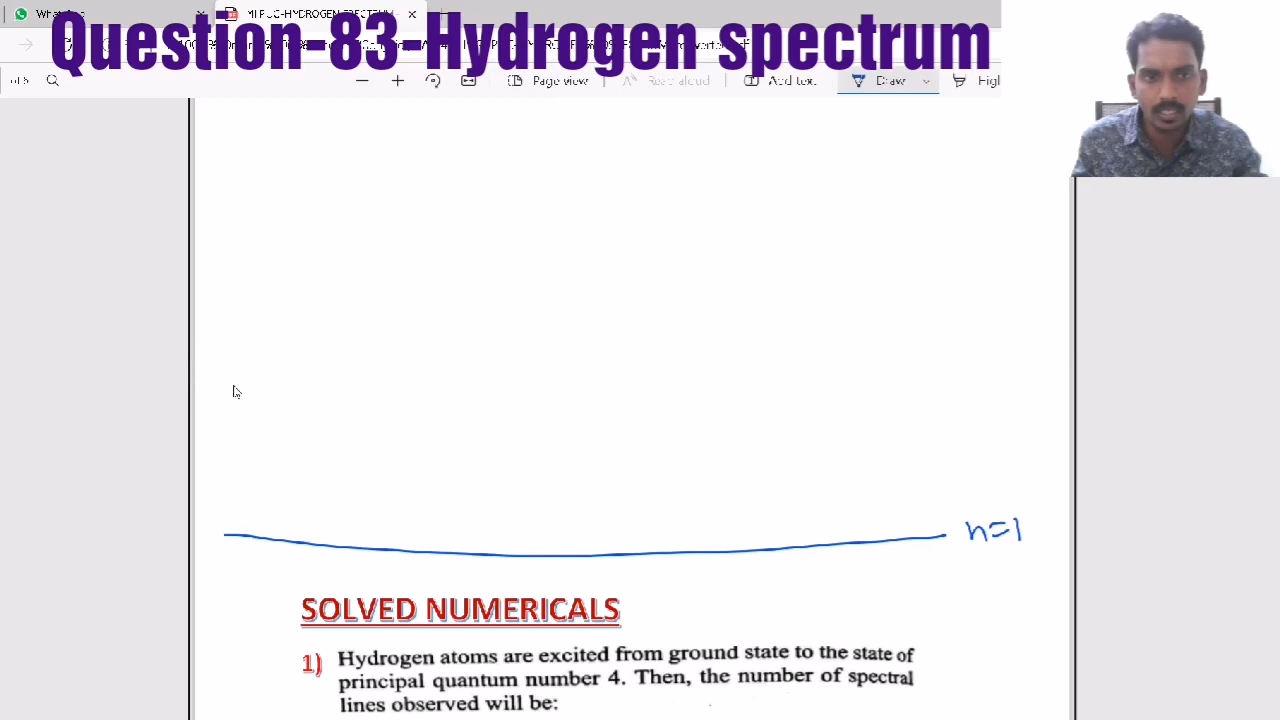 Question-83-Hydrogen spectrum
Page view
Read aloud
Add text
Draw
n=1
SOLVED NUMERICALS
1) Hydrogen atoms are excited from ground state to the state of
principal quantum number 4. Then, the number of spectral
lines observed will be: